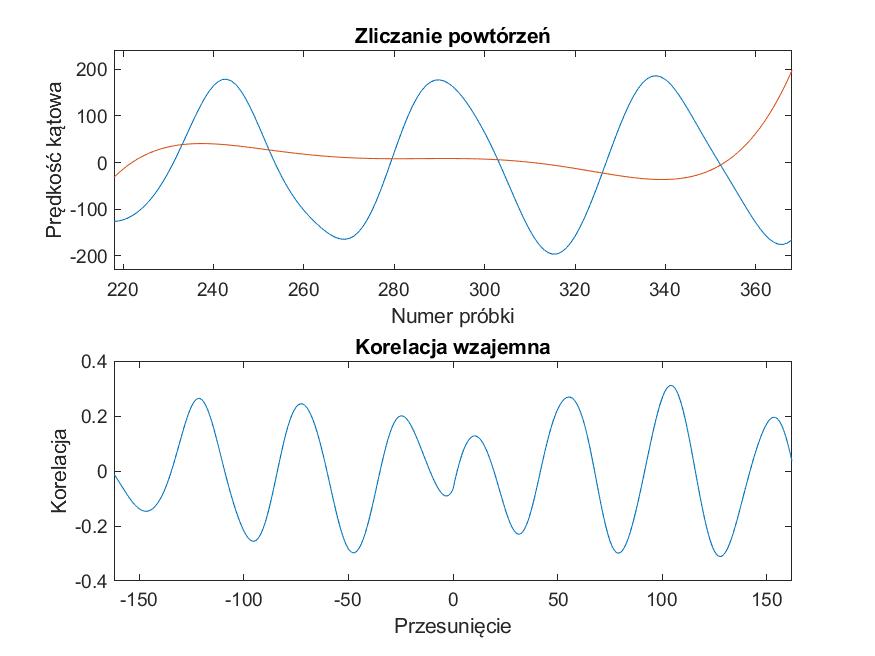 Zliczanie powtórzeń
Prędkość kątowa
200
100
0
-100
-200
220 240 260 280 300 320 340 360
Numer próbki
Korelacja wzajemna
Korelacja
0.4
0.2
0
-0.2
-0.4
-150 -100 -50 0 50 100 150
Przesunięcie